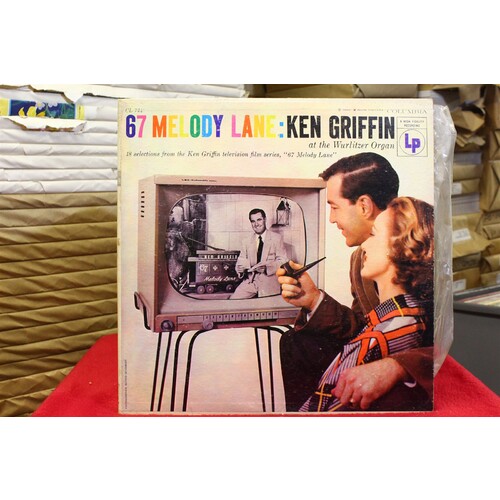 COLUMBIA
67 MELODY LANE: KEN GRIFFIN
at the Wurlitzer Organ
18 selections from the Ken Griffin television film series, "67 Melody Lane"
Lp
Melody Lane